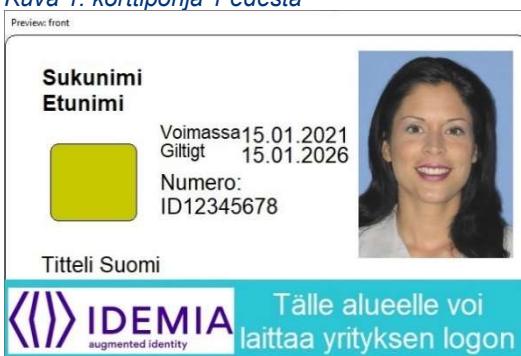 Kuva 1. korttipohja 1 edestä
Preview: front
Sukunimi
Etunimi
Voimassa 15.01.2021
Giltigt 15.01.2026
Numero:
ID12345678
Titteli Suomi
IDEMIA
augmented identity
Tälle alueelle voi
laittaa yrityksen logon